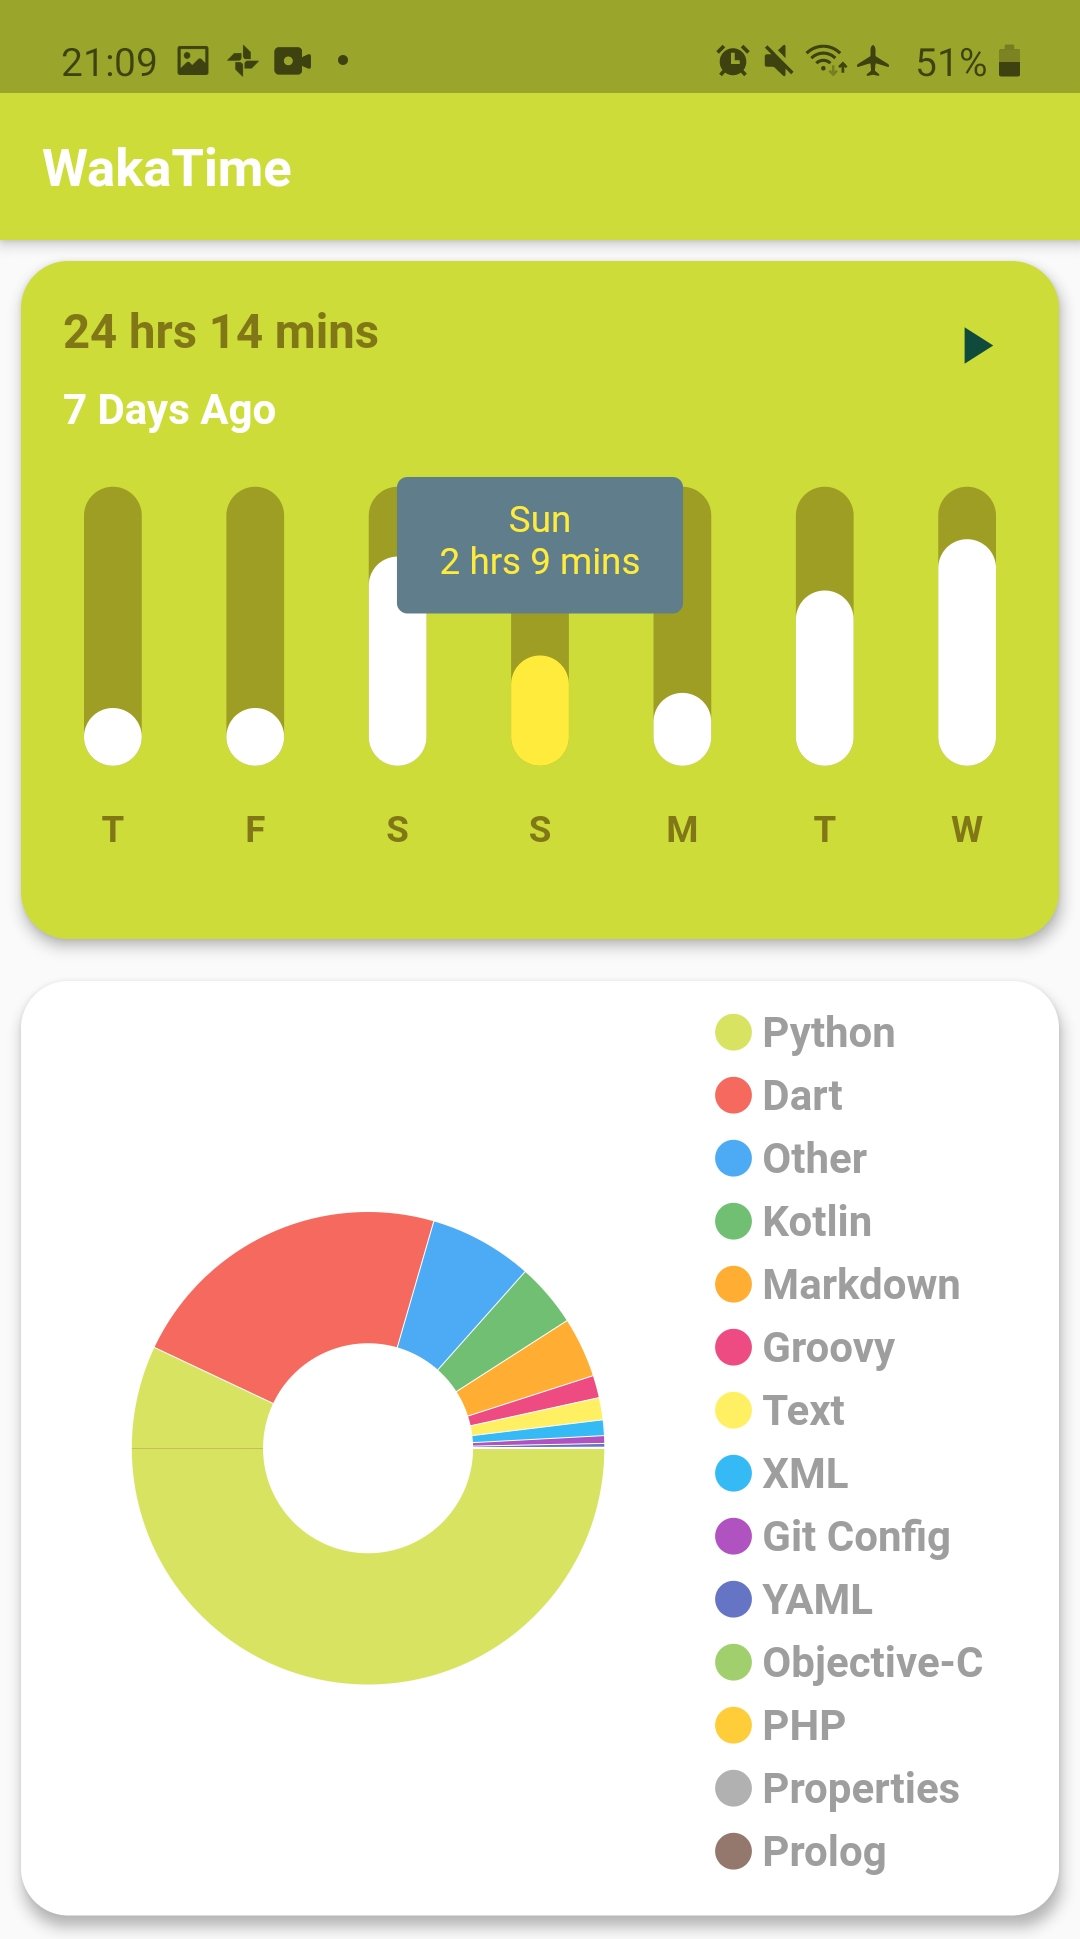 21:09
51%
WakaTime
24 hrs 14 mins
7 Days Ago
Sun
2 hrs 9 mins
T F S S M T W
Python
Dart
Other
Kotlin
Markdown
Groovy
Text
XML
Git Config
YAML
Objective-C
PHP
Properties
Prolog